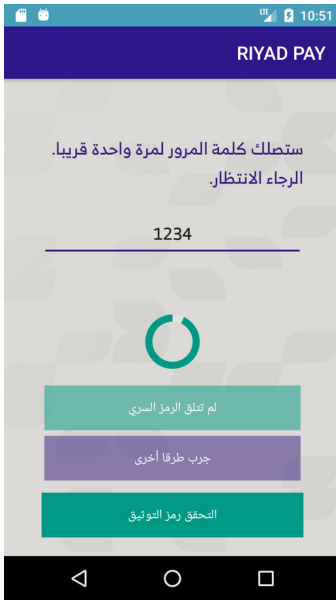 10:51
RIYAD PAY
ستصلك كلمة المرور لمرة واحدة قريبا.
الرجاء الانتظار.
1234
لم تتلق الرمز السري
جرب طرقا أخرى
التحقق رمز التوثيق